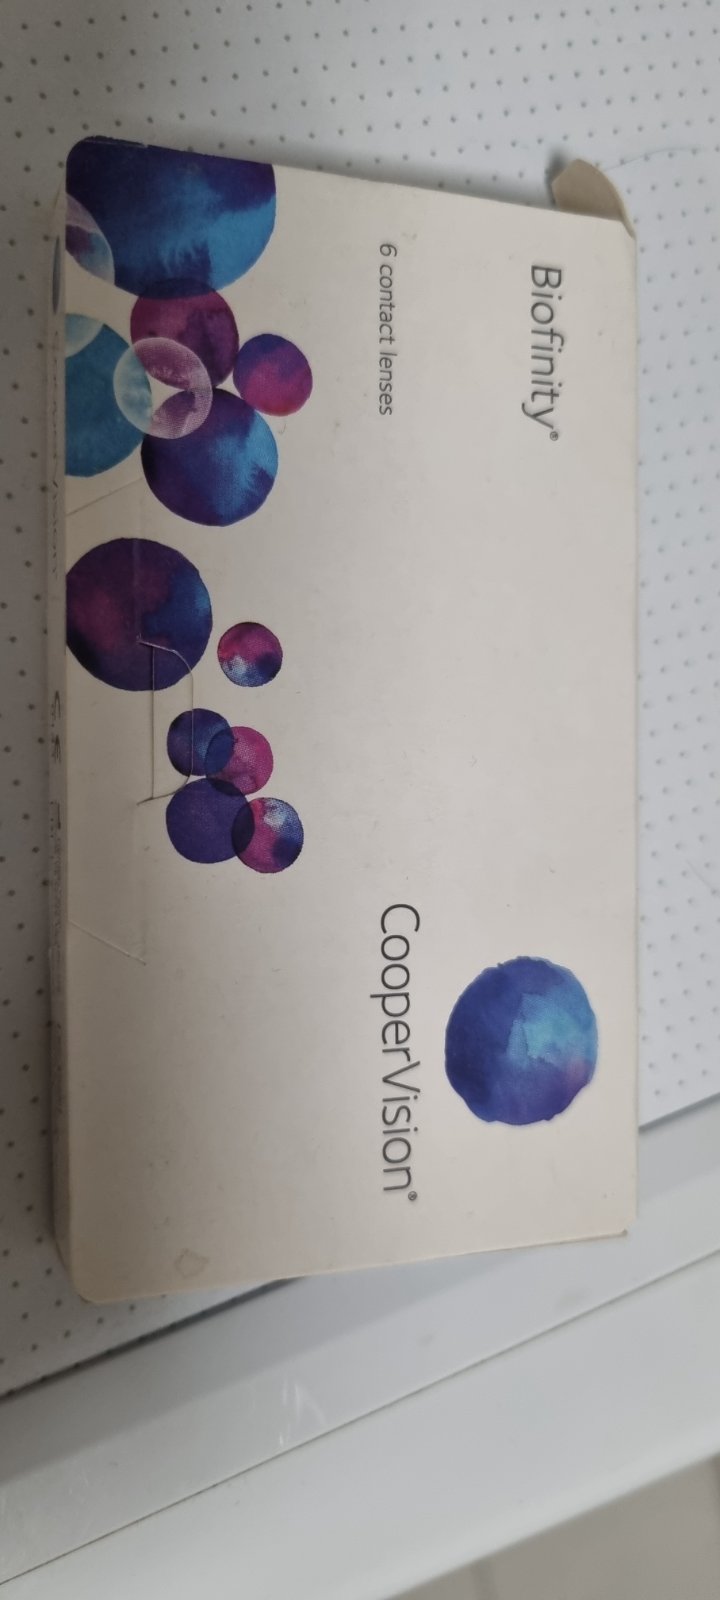 Biofinity®
6 contact lenses
CooperVision®